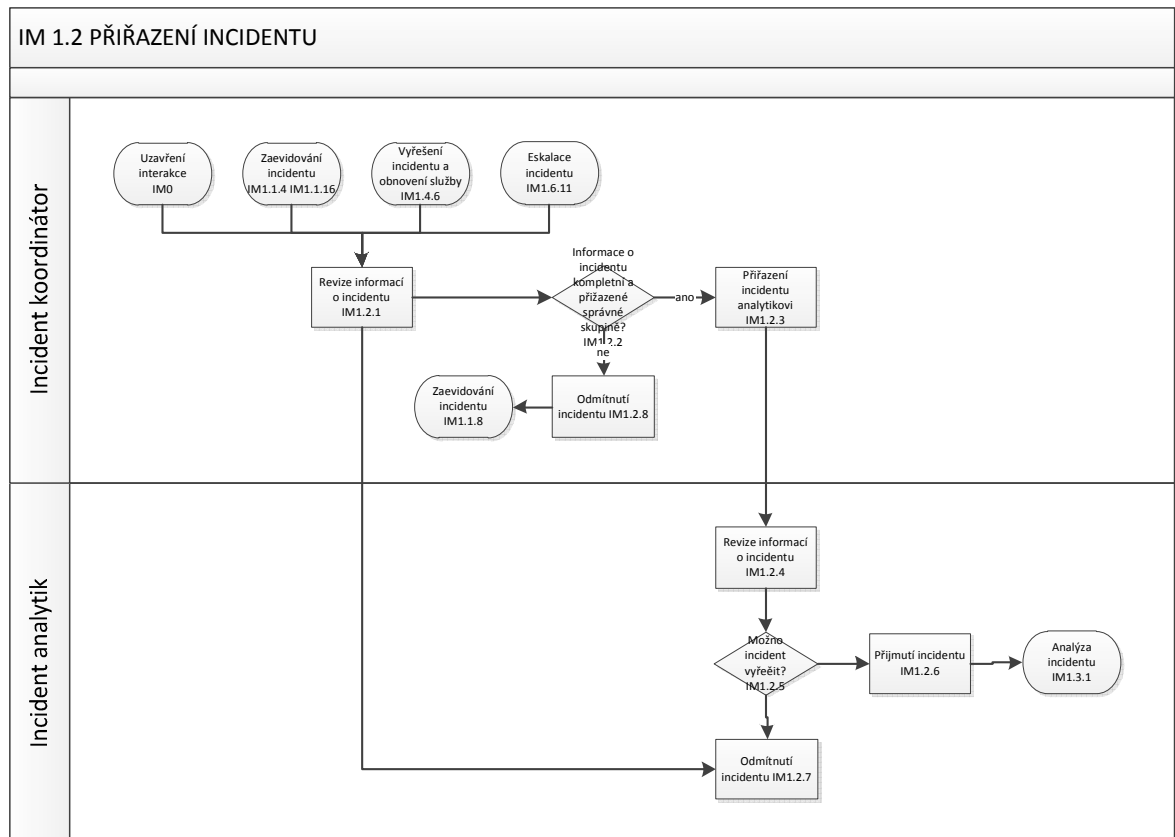 IM 1.2 PŘIŘAZENÍ INCIDENTU
Incident koordinátor
Uzavření
interakce
IM0
Zaevidování
incidentu
IM1.1.4 IM1.1.16
Vyřešení
incidentu a
obnovení služby
IM1.4.6
Eskalace
incidentu
IM1.6.11
Revize informací
o incidentu
IM1.2.1
Informace o
incidentu
kompletní a
přižazené
správné
skupině?
IM1.2.2
ano
Přiřazení
incidentu
analytikovi
IM1.2.3
ne
Zaevidování
incidentu
IM1.1.8
Odmítnutí
incidentu IM1.2.8
Incident analytik
Revize informací
o incidentu
IM1.2.4
Možno
incident
vyřeěit?
IM1.2.5
Přijmutí incidentu
IM1.2.6
Analýza
incidentu
IM1.3.1
Odmítnutí
incidentu IM1.2.7